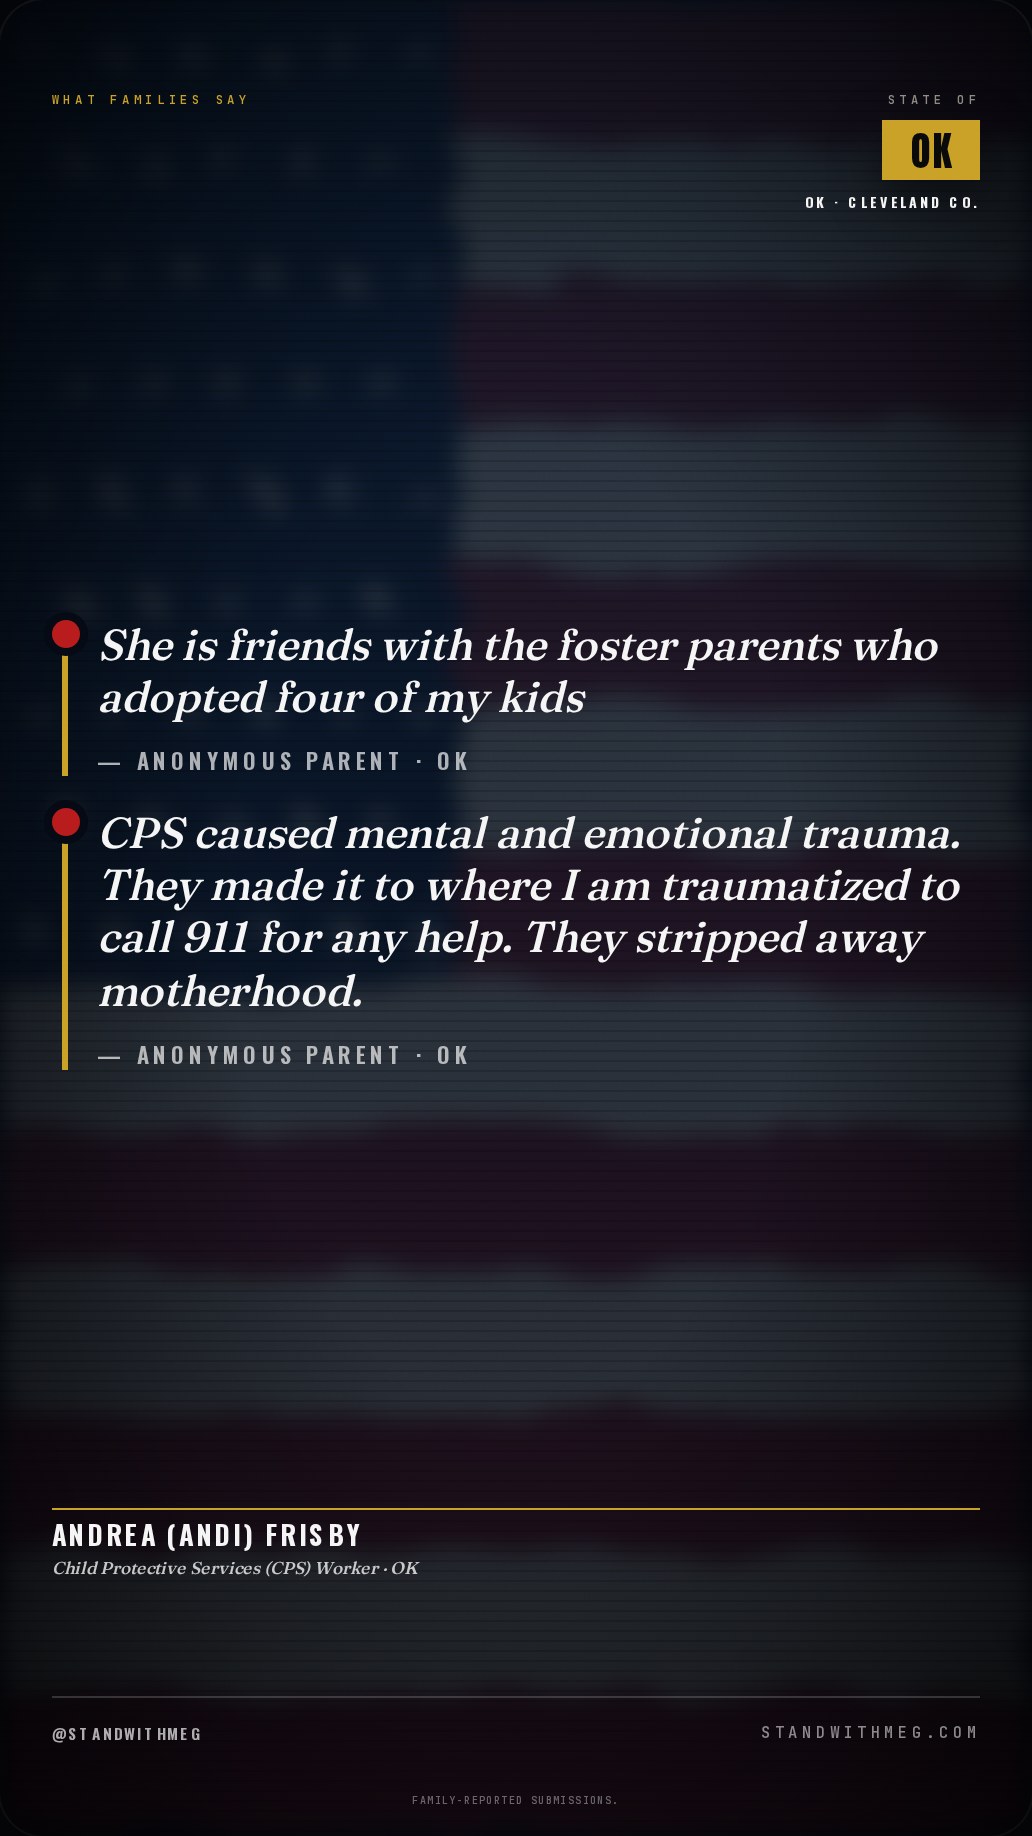 WHAT FAMILIES SAY
STATE OF
OK
OK · CLEVELAND CO.
She is friends with the foster parents who
adopted four of my kids
— ANONYMOUS PARENT · OK
CPS caused mental and emotional trauma.
They made it to where I am traumatized to
call 911 for any help. They stripped away
motherhood.
— ANONYMOUS PARENT · OK
ANDREA (ANDI) FRISBY
Child Protective Services (CPS) Worker · OK
@STANDWITHMEG
STANDWITHMEG.COM
FAMILY-REPORTED SUBMISSIONS.